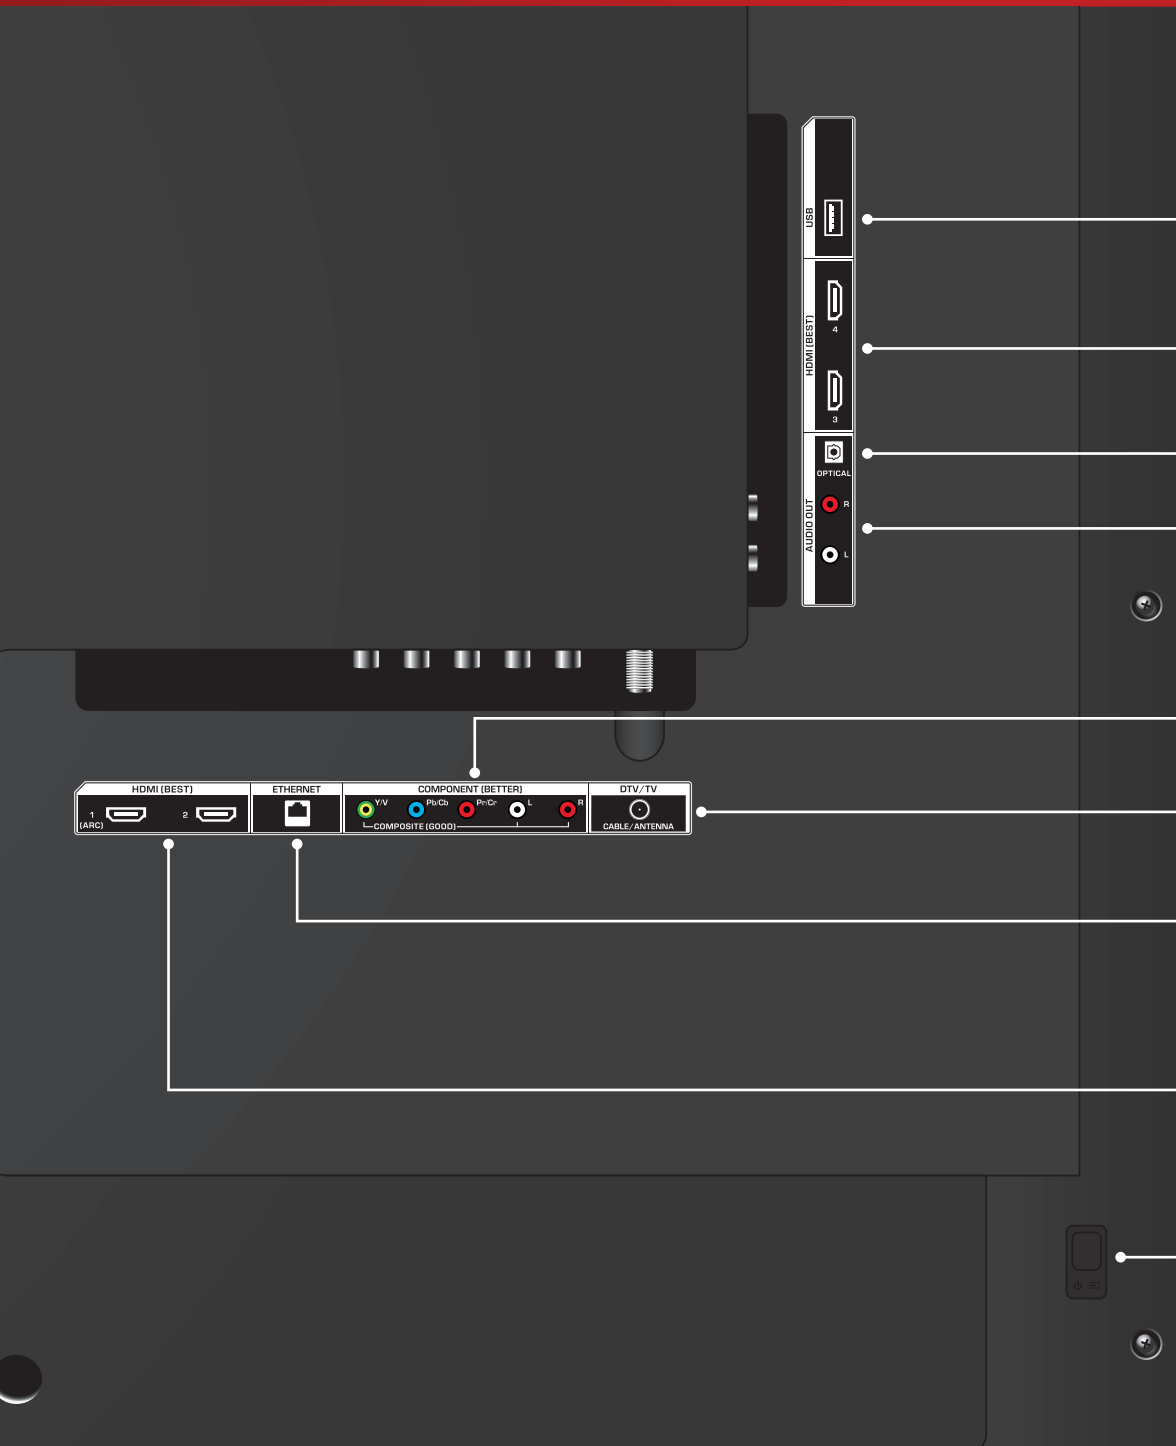 USB
HDMI (BEST)
4
3
OPTICAL
AUDIO OUT
R
L
HDMI (BEST)
1
(ARC)
2
ETHERNET
COMPONENT (BETTER)
Y/V
Pb/Cb
Pr/Cr
L
R
COMPOSITE (GOOD)
DTV/TV
CABLE/ANTENNA